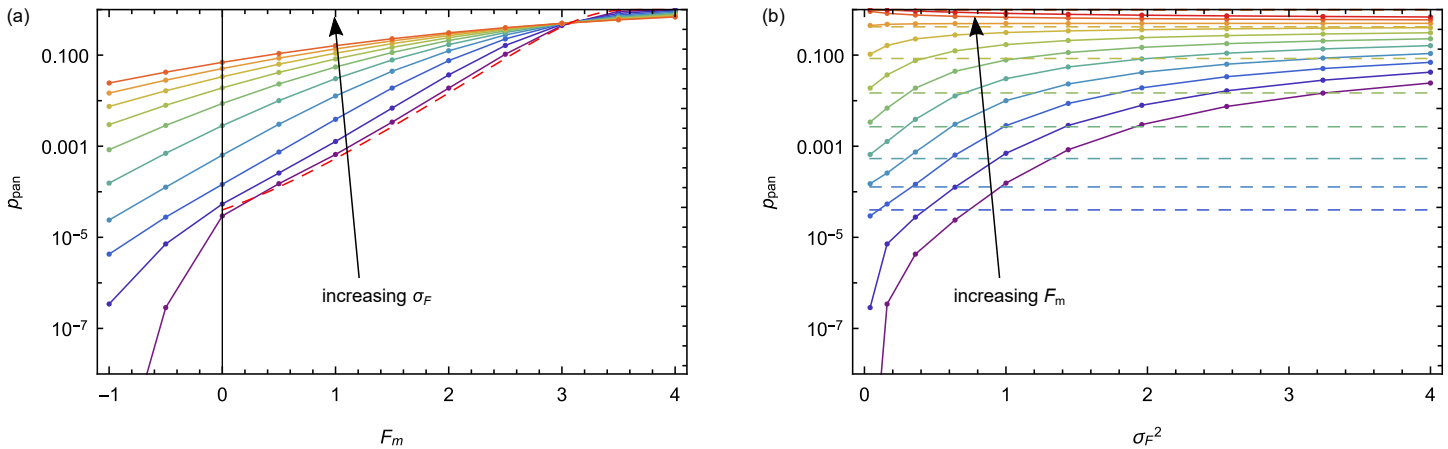 (a)
0.100
0.001
10⁻⁵
10⁻⁷
p_pan
increasing σ_F
−1 0 1 2 3 4
F_m
(b)
0.100
0.001
10⁻⁵
10⁻⁷
p_pan
increasing F_m
0 1 2 3 4
σ_F²